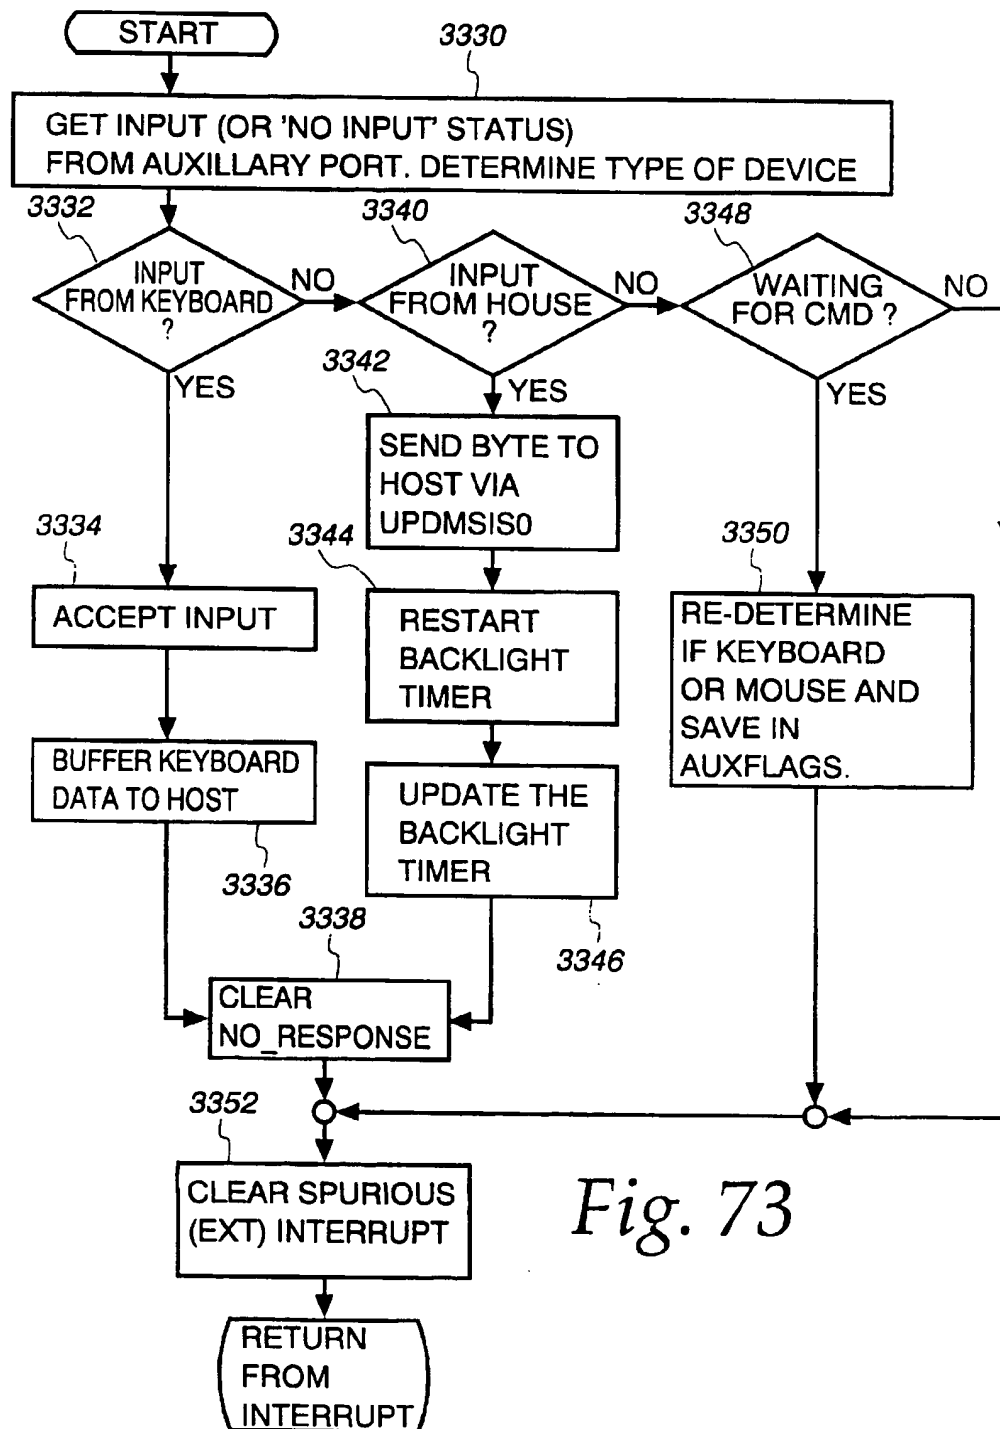 START
3330
GET INPUT (OR 'NO INPUT' STATUS)
FROM AUXILLARY PORT. DETERMINE TYPE OF DEVICE
3332
INPUT
FROM KEYBOARD
?
NO
YES
3340
INPUT
FROM HOUSE
?
NO
YES
3348
WAITING
FOR CMD ?
NO
YES
3334
ACCEPT INPUT
BUFFER KEYBOARD
DATA TO HOST
3336
3342
SEND BYTE TO
HOST VIA
UPDMSIS0
3344
RESTART
BACKLIGHT
TIMER
UPDATE THE
BACKLIGHT
TIMER
3346
3350
RE-DETERMINE
IF KEYBOARD
OR MOUSE AND
SAVE IN
AUXFLAGS.
3338
CLEAR
NO_RESPONSE
3352
CLEAR SPURIOUS
(EXT) INTERRUPT
RETURN
FROM
INTERRUPT
Fig. 73